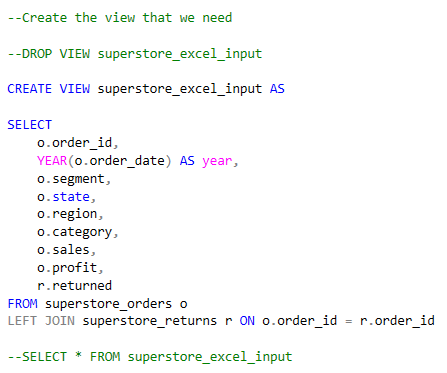 --Create the view that we need
--DROP VIEW superstore_excel_input
CREATE VIEW superstore_excel_input AS
SELECT
o.order_id,
YEAR(o.order_date) AS year,
o.segment,
o.state,
o.region,
o.category,
o.sales,
o.profit,
r.returned
FROM superstore_orders o
LEFT JOIN superstore_returns r ON o.order_id = r.order_id
--SELECT * FROM superstore_excel_input